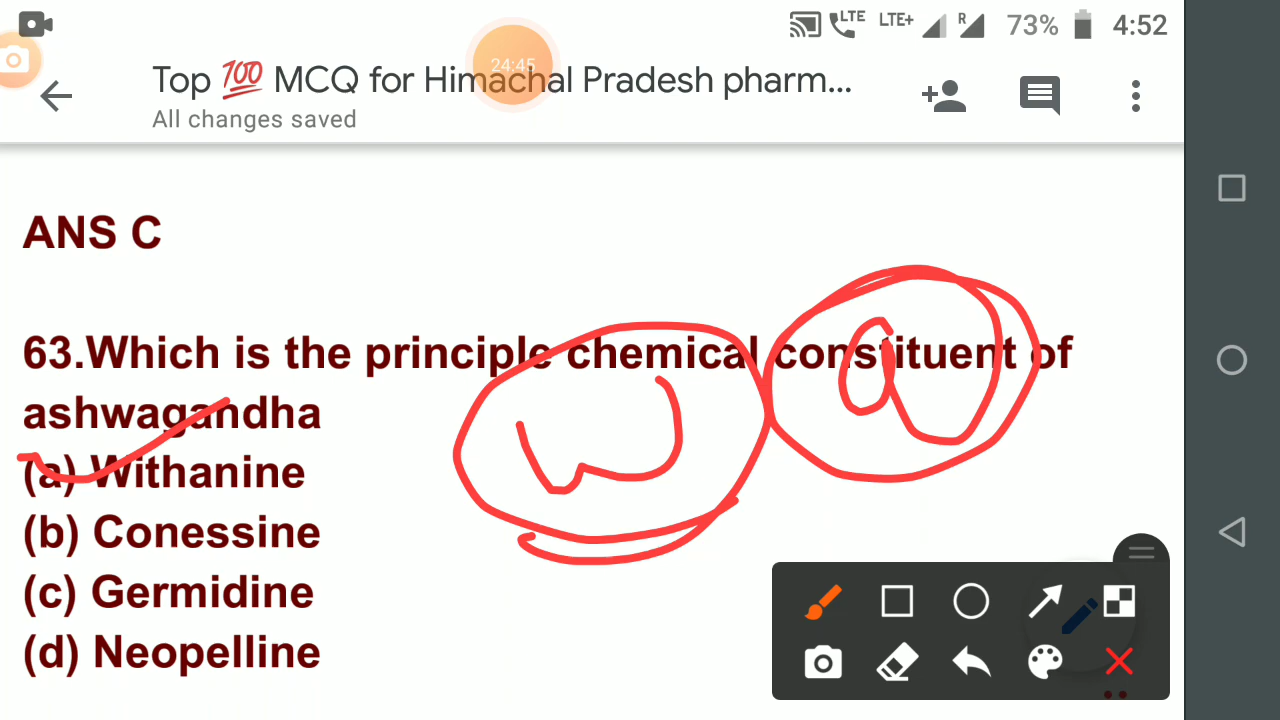 LTE LTE+ R 73% 4:52
24:45
Top 💯 MCQ for Himachal Pradesh pharm...
All changes saved
ANS C
63.Which is the principle chemical constituent of
ashwagandha
(a) Withanine
w a
(b) Conessine
(c) Germidine
(d) Neopelline